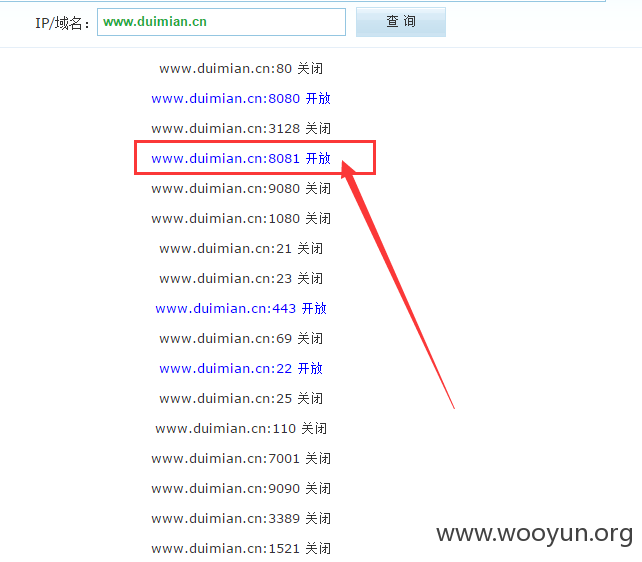 IP/域名： www.duimian.cn 查 询
www.duimian.cn:80 关闭
www.duimian.cn:8080 开放
www.duimian.cn:3128 关闭
www.duimian.cn:8081 开放
www.duimian.cn:9080 关闭
www.duimian.cn:1080 关闭
www.duimian.cn:21 关闭
www.duimian.cn:23 关闭
www.duimian.cn:443 开放
www.duimian.cn:69 关闭
www.duimian.cn:22 开放
www.duimian.cn:25 关闭
www.duimian.cn:110 关闭
www.duimian.cn:7001 关闭
www.duimian.cn:9090 关闭
www.duimian.cn:3389 关闭
www.wooyun.org
www.duimian.cn:1521 关闭